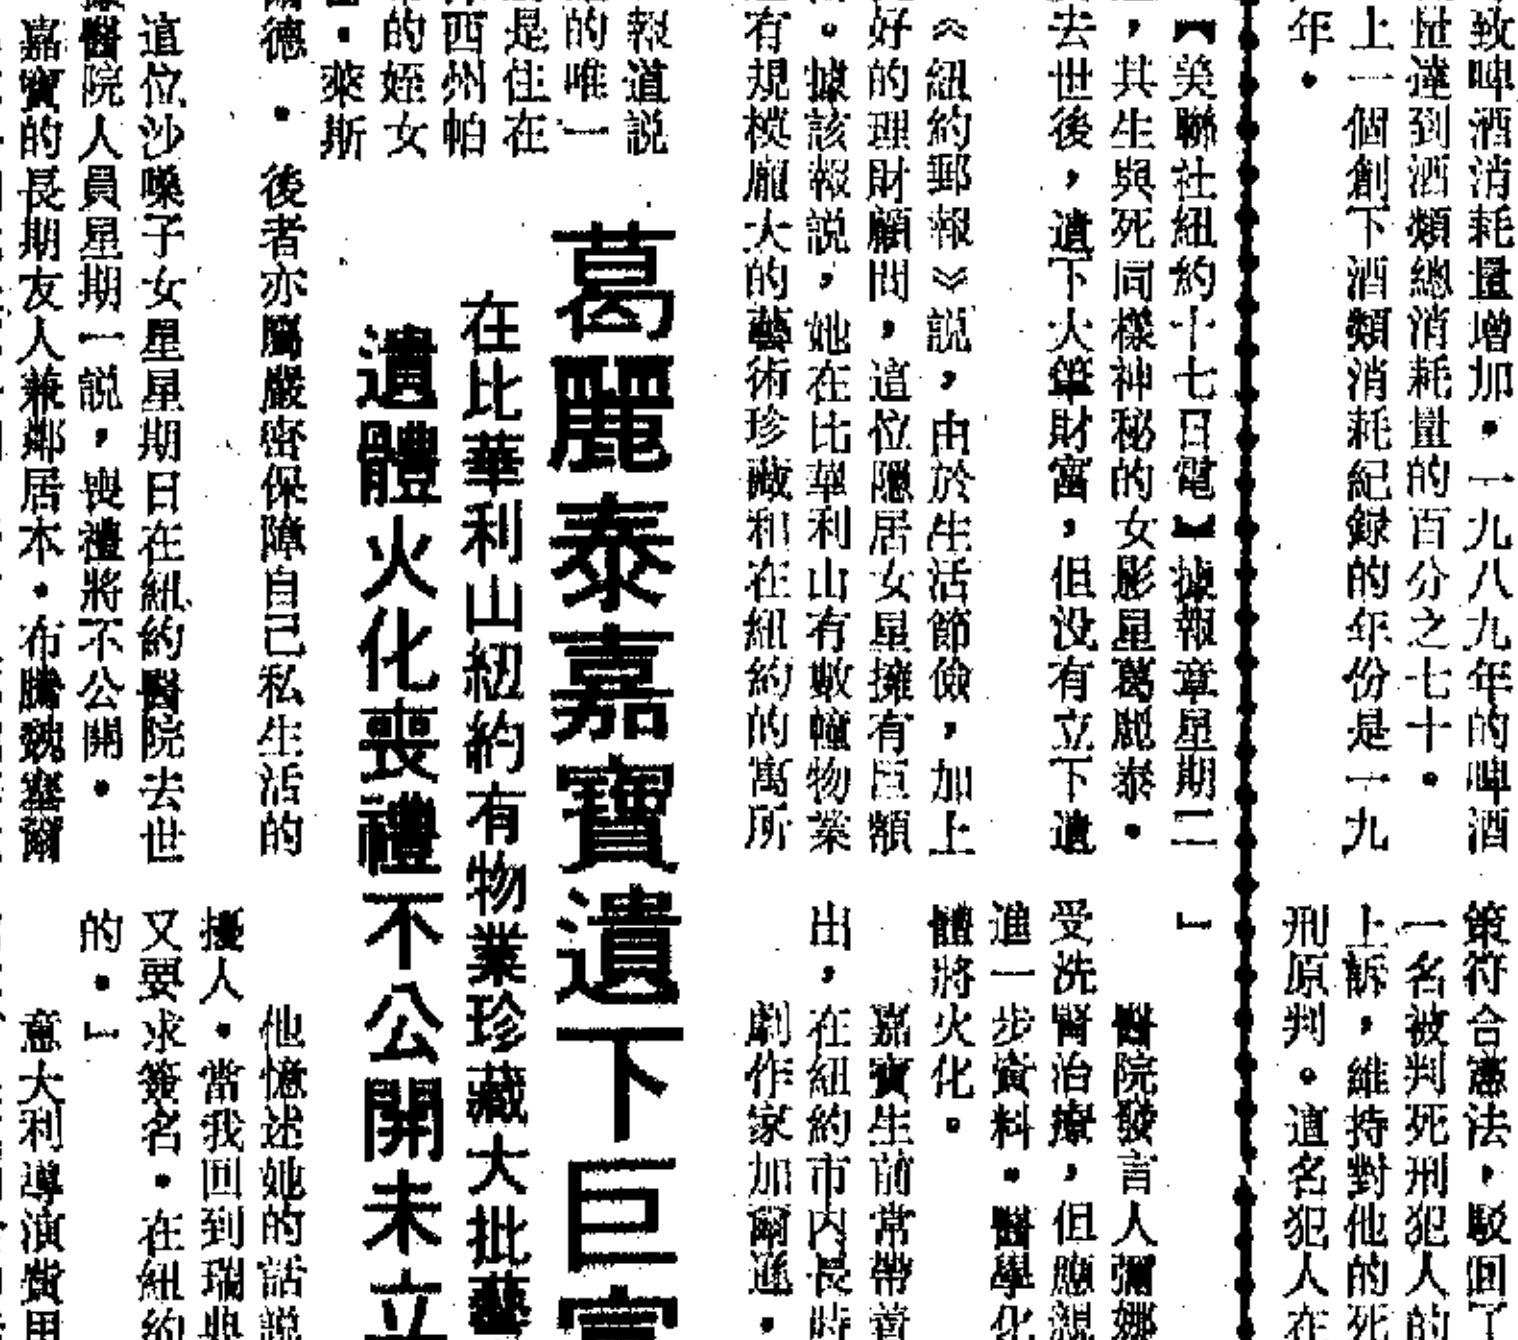 致啤酒消耗量增加。一九八九年的啤酒
量達到酒類總消耗量的百分之七十。
上一個創下酒類消耗紀録的年份是一九
年。
【美聯社紐約十七日電】據報章星期二
，其生與死同樣神秘的女影星葛麗泰．
去世後，遺下大筆財富，但没有立下遺
《紐約郵報》説，由於生活節儉，加上
好的理財顧問，這位隱居女星擁有巨額
。據該報説，她在比華利山有數幢物業
有規模龐大的藝術珍藏和在紐約的寓所
葛麗泰嘉寶遺下巨富
在比華利山紐約有物業珍藏大批藝
遺體火化喪禮不公開未立
報道説
的唯一
是住在
西州帕
的姪女
．萊斯
德．後者亦屬嚴密保障自己私生活的
這位沙嗓子女星星期日在紐約醫院去世
醫院人員星期一説，喪禮將不公開。
嘉寶的長期友人兼鄰居木．布騰魏塞爾
策符合憲法，駁回了
一名被判死刑犯人的
上訴，維持對他的死
刑原判。這名犯人在
」
醫院發言人彌娜
受洗腎治療，但應親
進一步資料。醫學化
體將火化。
嘉寶生前常帶着
出，在紐約市内長時
劇作家加爾遜．
他憶述她的話説
擾人。當我回到瑞典
又要求簽名。在紐約
的。」
意大利導演費用